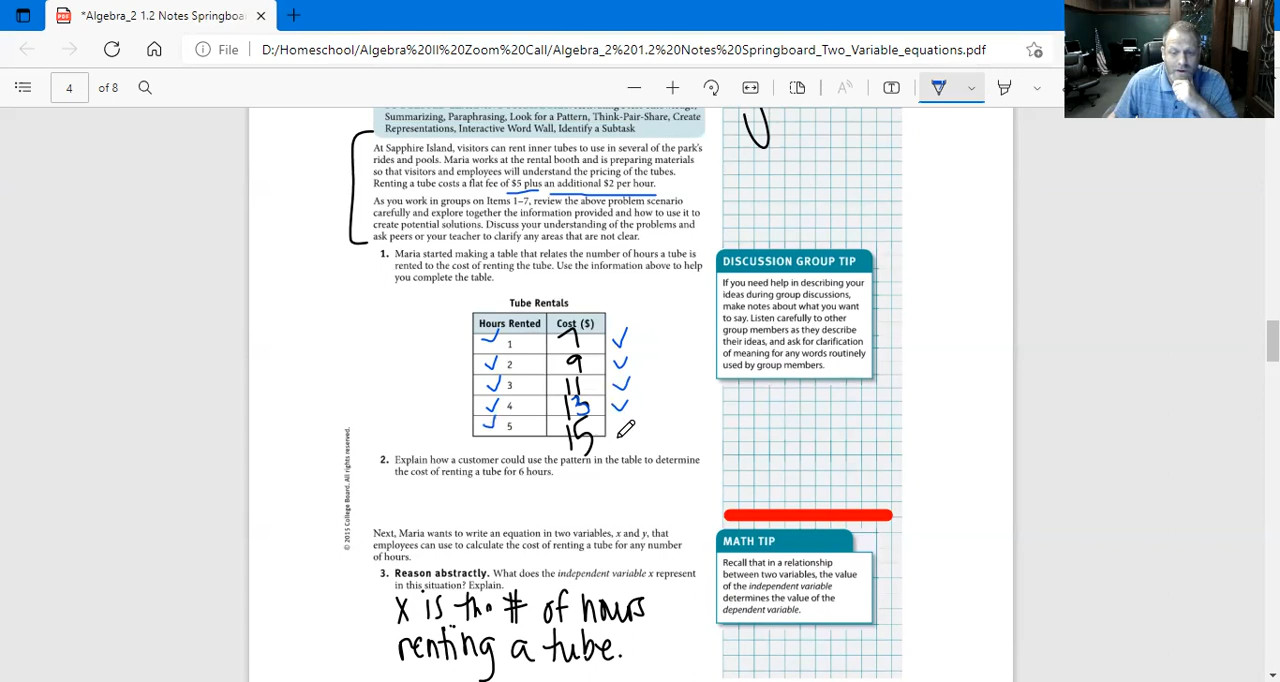 *Algebra_2 1.2 Notes Springboar
File
D:/Homeschool/Algebra%20II%20Zoom%20Call/Algebra_2%201.2%20Notes%20Springboard_Two_Variable_equations.pdf
4 of 8
Summarizing, Paraphrasing, Look for a Pattern, Think-Pair-Share, Create
Representations, Interactive Word Wall, Identify a Subtask
At Sapphire Island, visitors can rent inner tubes to use in several of the park's
rides and pools. Maria works at the rental booth and is preparing materials
so that visitors and employees will understand the pricing of the tubes.
Renting a tube costs a flat fee of $5 plus an additional $2 per hour.
As you work in groups on Items 1–7, review the above problem scenario
carefully and explore together the information provided and how to use it to
create potential solutions. Discuss your understanding of the problems and
ask peers or your teacher to clarify any areas that are not clear.
1. Maria started making a table that relates the number of hours a tube is
rented to the cost of renting the tube. Use the information above to help
you complete the table.
Tube Rentals
Hours Rented Cost ($)
1 7
2 9
3 11
4 13
5 15
2. Explain how a customer could use the pattern in the table to determine
the cost of renting a tube for 6 hours.
Next, Maria wants to write an equation in two variables, x and y, that
employees can use to calculate the cost of renting a tube for any number
of hours.
3. Reason abstractly. What does the independent variable x represent
in this situation? Explain.
x is the # of hours
renting a tube.
© 2015 College Board. All rights reserved.
DISCUSSION GROUP TIP
If you need help in describing your
ideas during group discussions,
make notes about what you want
to say. Listen carefully to other
group members as they describe
their ideas, and ask for clarification
of meaning for any words routinely
used by group members.
MATH TIP
Recall that in a relationship
between two variables, the value
of the independent variable
determines the value of the
dependent variable.